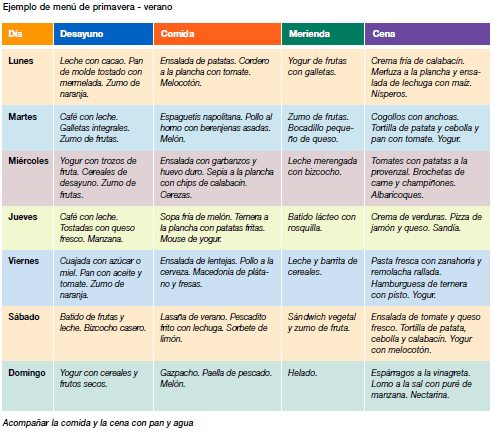 Ejemplo de menú de primavera - verano
Día Desayuno Comida Merienda Cena
Lunes
Leche con cacao. Pan
de molde tostado con
mermelada. Zumo de
naranja.
Ensalada de patatas. Cordero
a la plancha con tomate.
Melocotón.
Yogur de frutas
con galletas.
Crema fría de calabacín.
Merluza a la plancha y ensa-
lada de lechuga con maíz.
Nísperos.
Martes
Café con leche.
Galletas integrales.
Zumo de frutas.
Espaguetis napolitana. Pollo al
horno con berenjenas asadas.
Melón.
Zumo de frutas.
Bocadillo peque-
ño de queso.
Cogollos con anchoas.
Tortilla de patata y cebolla y
pan con tomate. Yogur.
Miércoles
Yogur con trozos de
fruta. Cereales de
desayuno. Zumo de
frutas.
Ensalada con garbanzos y
huevo duro. Sepia a la plancha
con chips de calabacín.
Cerezas.
Leche merengada
con bizcocho.
Tomates con patatas a la
provenzal. Brochetas de
carne y champiñones.
Albaricoques.
Jueves
Café con leche.
Tostadas con queso
fresco. Manzana.
Sopa fría de melón. Ternera a
la plancha con patatas fritas.
Mouse de yogur.
Batido lácteo con
rosquilla.
Crema de verduras. Pizza de
jamón y queso. Sandía.
Viernes
Cuajada con azúcar o
miel. Pan con aceite y
tomate. Zumo de
naranja.
Ensalada de lentejas. Pollo a la
cerveza. Macedonia de pláta-
no y fresas.
Leche y barrita de
cereales.
Pasta fresca con zanahoria y
remolacha rallada.
Hamburguesa de ternera
con pisto. Yogur.
Sábado
Batido de frutas y
leche. Bizcocho casero.
Lasaña de verano. Pescadito
frito con lechuga. Sorbete de
limón.
Sándwich vegetal
y zumo de fruta.
Ensalada de tomate y queso
fresco. Tortilla de patata,
cebolla y calabacín. Yogur
con melocotón.
Domingo
Yogur con cereales y
frutos secos.
Gazpacho. Paella de pescado.
Melón.
Helado.
Espárragos a la vinagreta.
Lomo a la sal con puré de
manzana. Nectarina.
Acompañar la comida y la cena con pan y agua